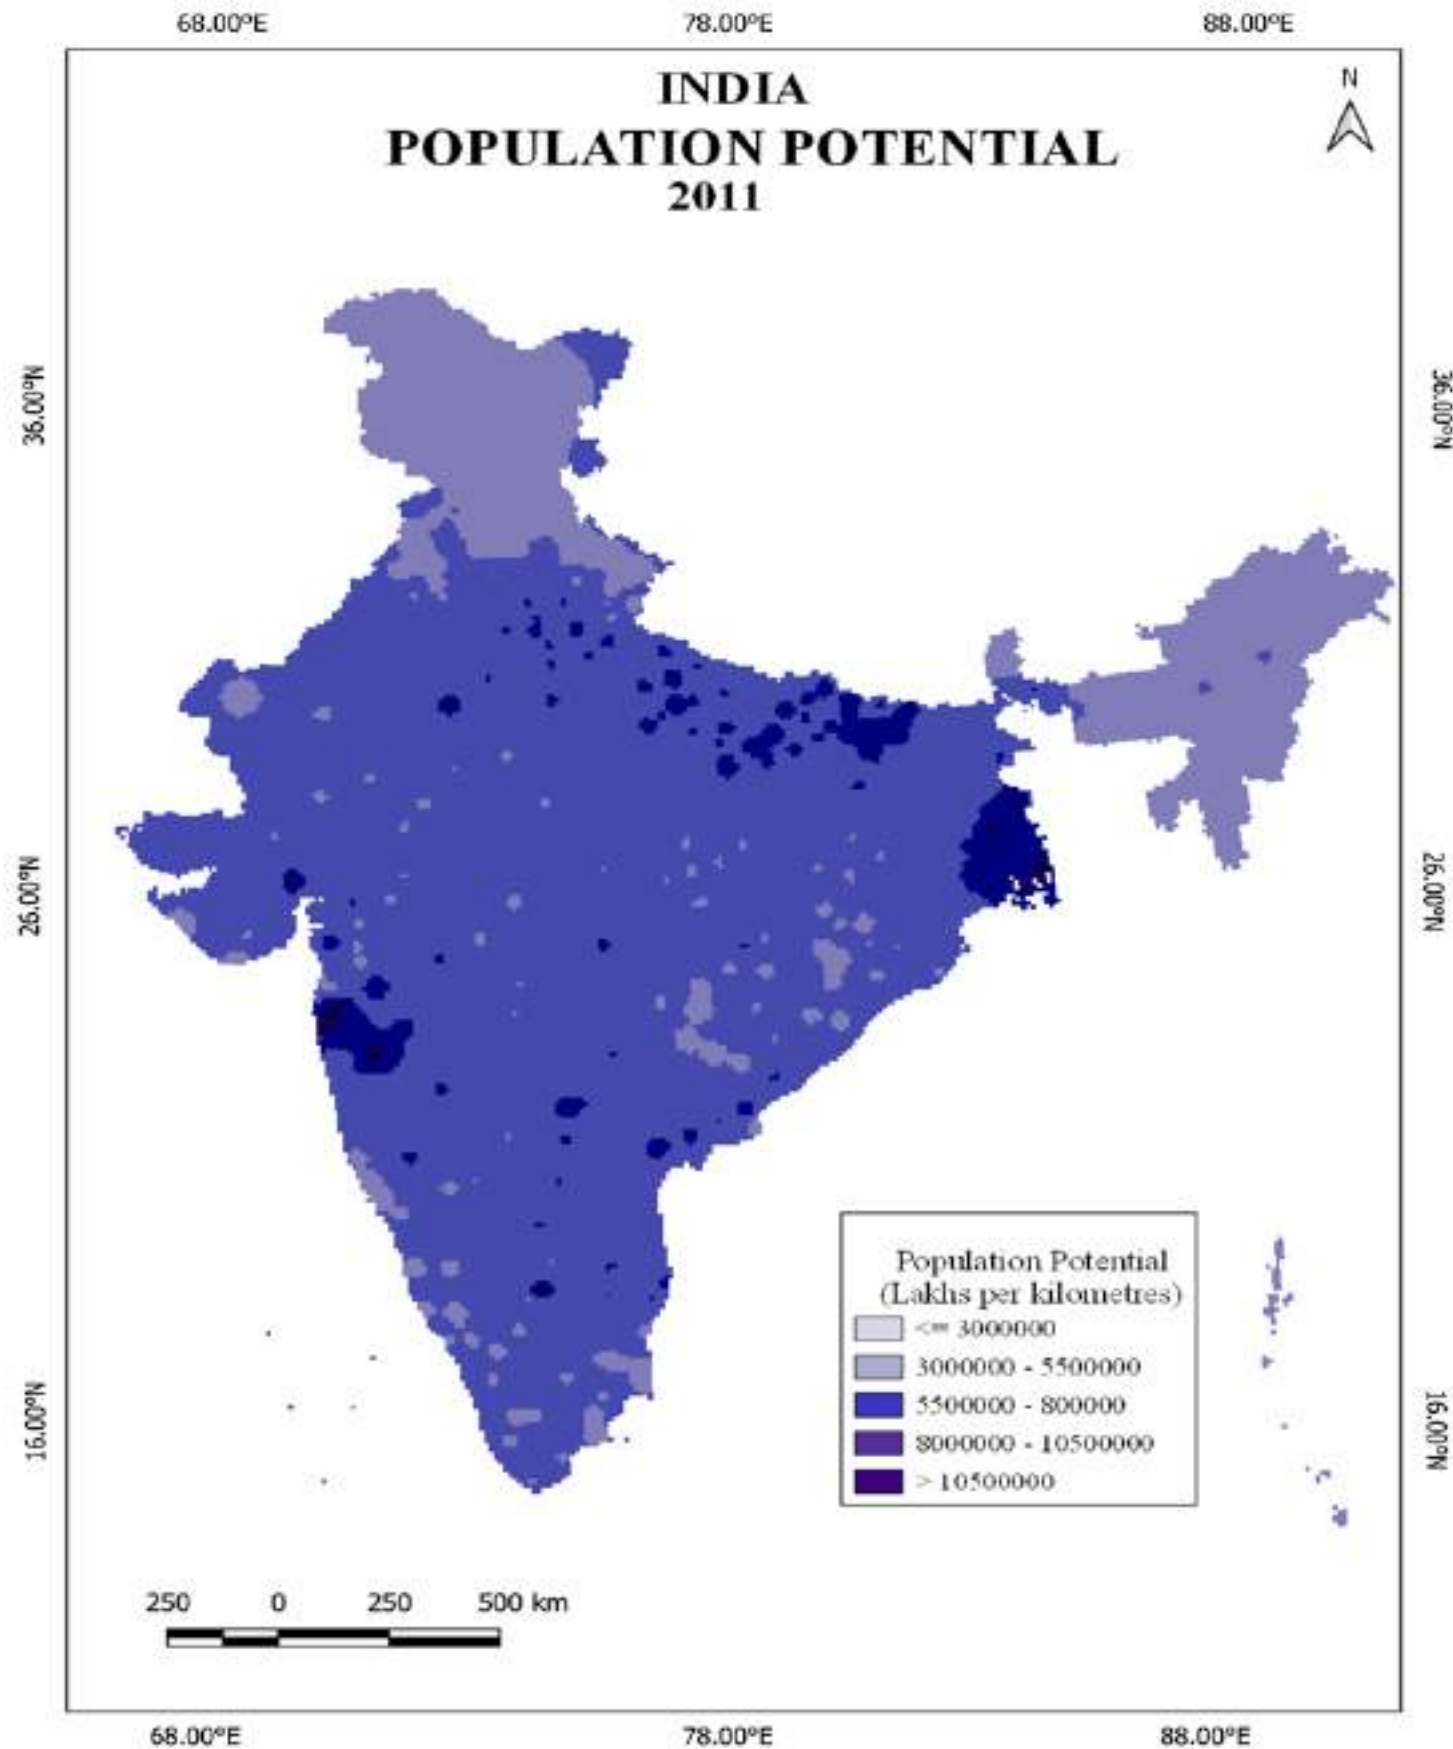 68.00°E 78.00°E 88.00°E
INDIA
POPULATION POTENTIAL
2011
N
36.00°N 36.00°N
26.00°N 26.00°N
16.00°N 16.00°N
Population Potential
(Lakhs per kilometres)
<= 3000000
3000000 - 5500000
5500000 - 800000
8000000 - 10500000
> 10500000
250 0 250 500 km
68.00°E 78.00°E 88.00°E